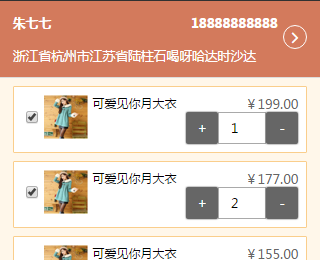 朱七七 18888888888
浙江省杭州市江苏省陆柱石喝呀哈达时沙达
可爱见你月大衣 ￥199.00
+ 1 -
可爱见你月大衣 ￥177.00
+ 2 -
可爱见你月大衣 ￥155.00